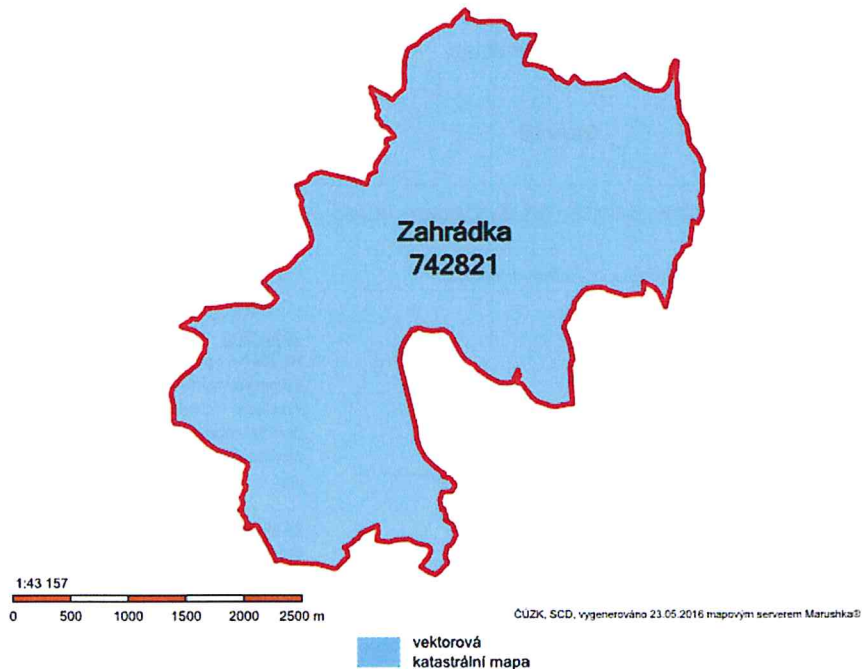 Zahrádka
742821
1:43 157
0 500 1000 1500 2000 2500 m
ČÚZK, SCD, vygenerováno 23.05.2016 mapovým serverem Marushka®
vektorová
katastrální mapa